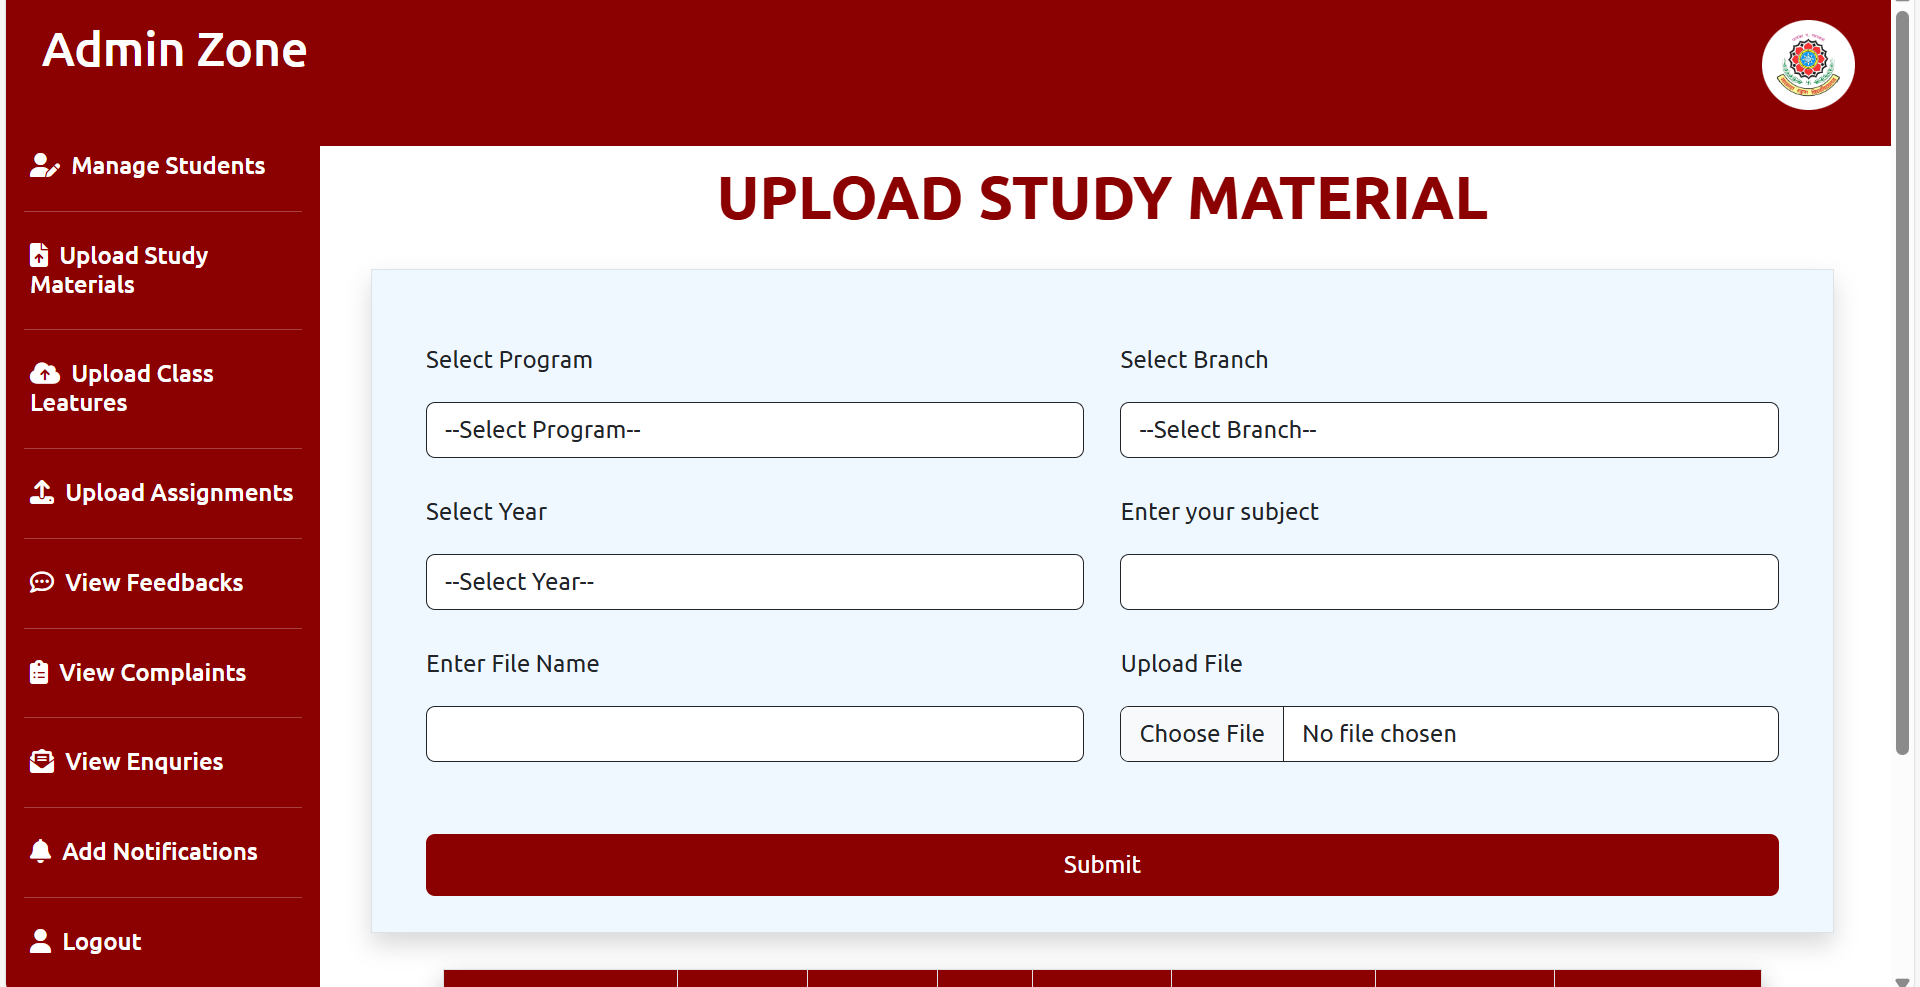 Admin Zone
Manage Students
Upload Study
Materials
Upload Class
Leatures
Upload Assignments
View Feedbacks
View Complaints
View Enquries
Add Notifications
Logout
UPLOAD STUDY MATERIAL
Select Program
Select Branch
--Select Program--
--Select Branch--
Select Year
Enter your subject
--Select Year--
Enter File Name
Upload File
Choose File
No file chosen
Submit